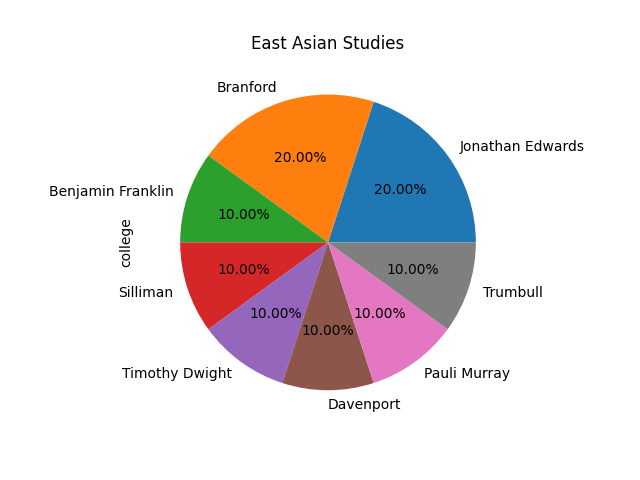 East Asian Studies
Branford
Jonathan Edwards
20.00%
20.00%
Benjamin Franklin
10.00%
college
10.00%
10.00%
Silliman
Trumbull
10.00%
10.00%
10.00%
Timothy Dwight
Pauli Murray
Davenport